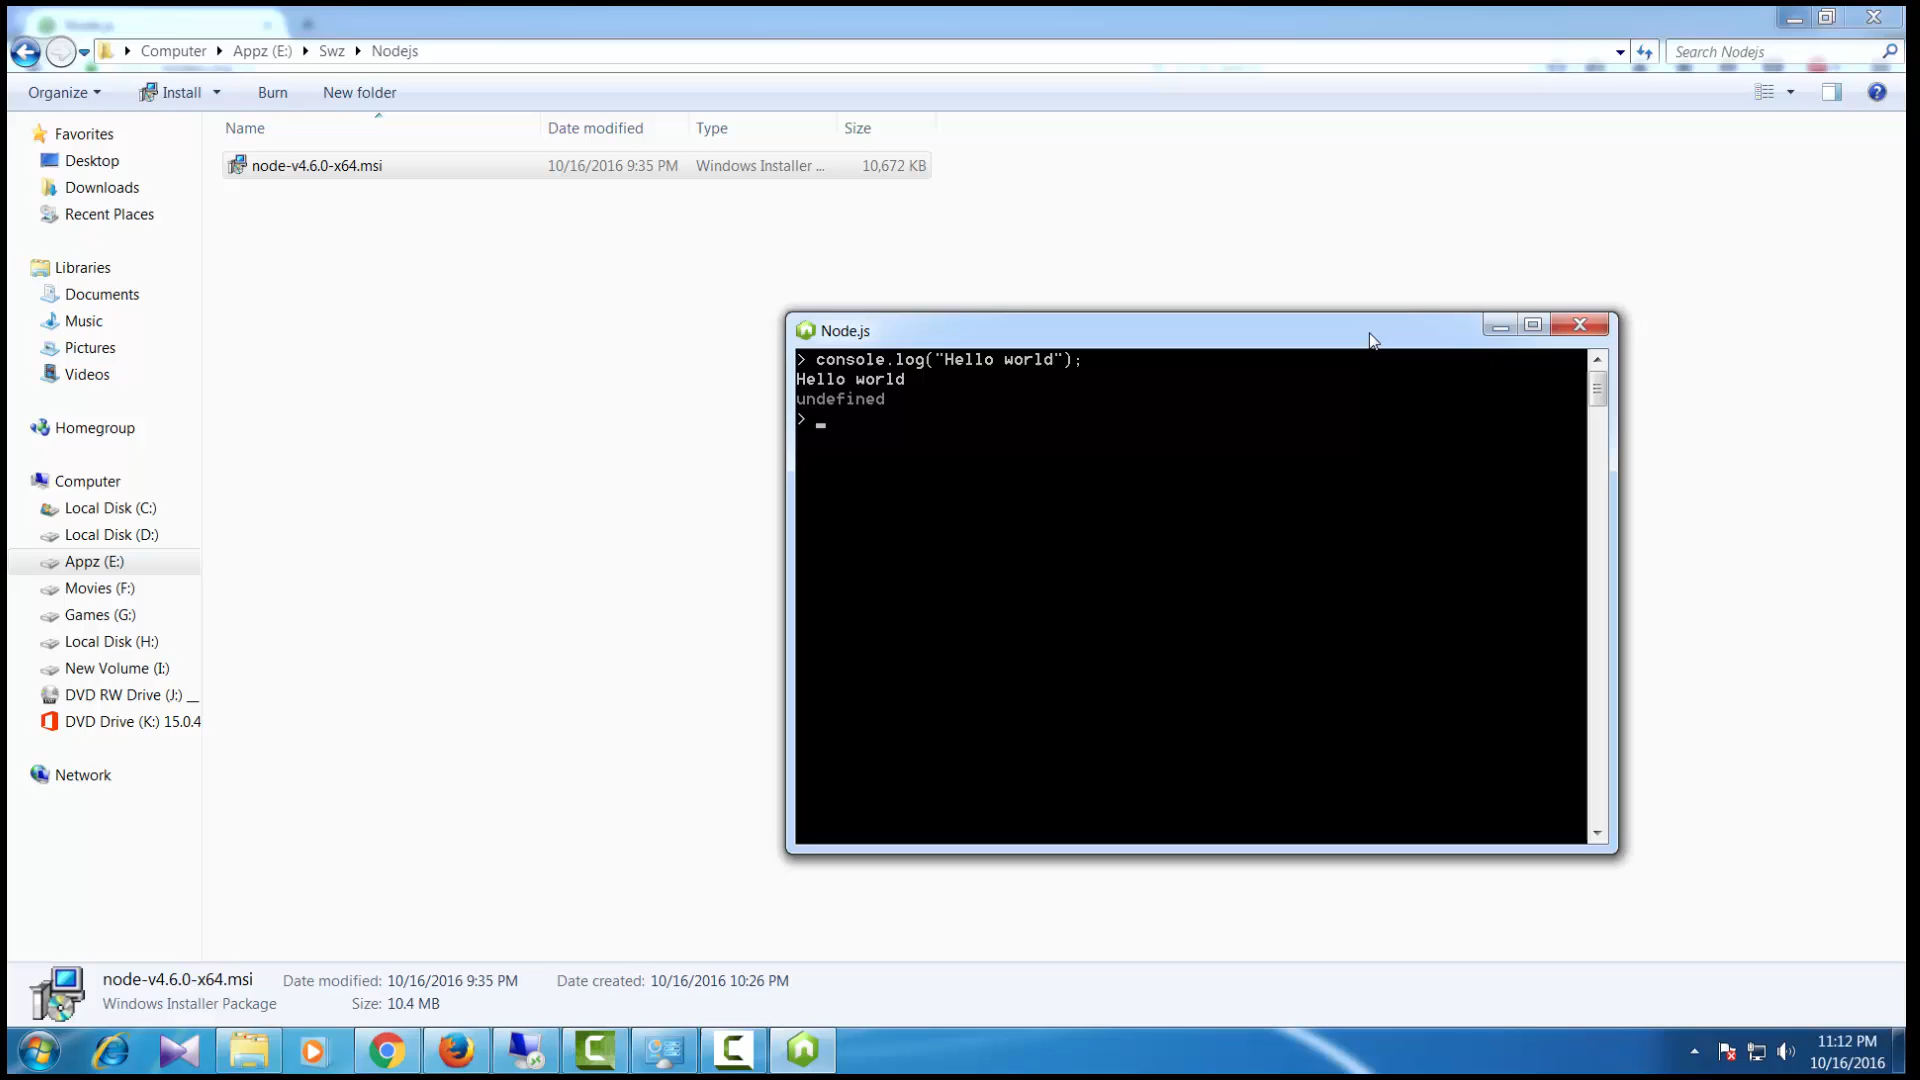 Node.js
Computer Appz (E:) Swz Nodejs
Search Nodejs
Organize Install Burn New folder
Name Date modified Type Size
node-v4.6.0-x64.msi 10/16/2016 9:35 PM Windows Installer ... 10,672 KB
Favorites
Desktop
Downloads
Recent Places
Libraries
Documents
Music
Pictures
Videos
Homegroup
Computer
Local Disk (C:)
Local Disk (D:)
Appz (E:)
Movies (F:)
Games (G:)
Local Disk (H:)
New Volume (I:)
DVD RW Drive (J:) __
DVD Drive (K:) 15.0.4
Network
Node.js
> console.log("Hello world");
Hello world
undefined
>
node-v4.6.0-x64.msi Date modified: 10/16/2016 9:35 PM Date created: 10/16/2016 10:26 PM
Windows Installer Package Size: 10.4 MB
11:12 PM
10/16/2016